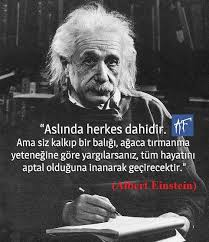 "Aslında herkes dahidir. AF
Ama siz kalkıp bir balığı, ağaca tırmanma
yeteneğine göre yargılarsanız, tüm hayatını
aptal olduğuna inanarak geçirecektir."
(Albert Einstein)